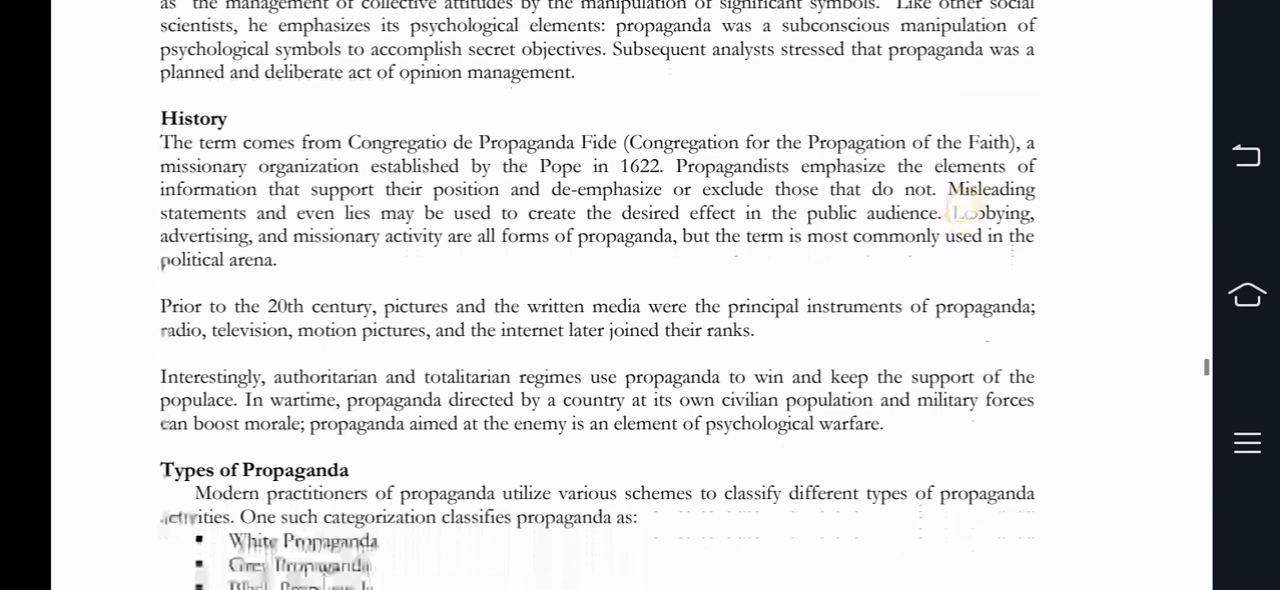 as "the management of collective attitudes by the manipulation of significant symbols." Like other social
scientists, he emphasizes its psychological elements: propaganda was a subconscious manipulation of
psychological symbols to accomplish secret objectives. Subsequent analysts stressed that propaganda was a
planned and deliberate act of opinion management.
History
The term comes from Congregatio de Propaganda Fide (Congregation for the Propagation of the Faith), a
missionary organization established by the Pope in 1622. Propagandists emphasize the elements of
information that support their position and de-emphasize or exclude those that do not. Misleading
statements and even lies may be used to create the desired effect in the public audience. Lobbying,
advertising, and missionary activity are all forms of propaganda, but the term is most commonly used in the
political arena.
Prior to the 20th century, pictures and the written media were the principal instruments of propaganda;
radio, television, motion pictures, and the internet later joined their ranks.
Interestingly, authoritarian and totalitarian regimes use propaganda to win and keep the support of the
populace. In wartime, propaganda directed by a country at its own civilian population and military forces
can boost morale; propaganda aimed at the enemy is an element of psychological warfare.
Types of Propaganda
Modern practitioners of propaganda utilize various schemes to classify different types of propaganda
activities. One such categorization classifies propaganda as:
▪ White Propaganda
▪ Grey Propaganda
▪ Black Propaganda